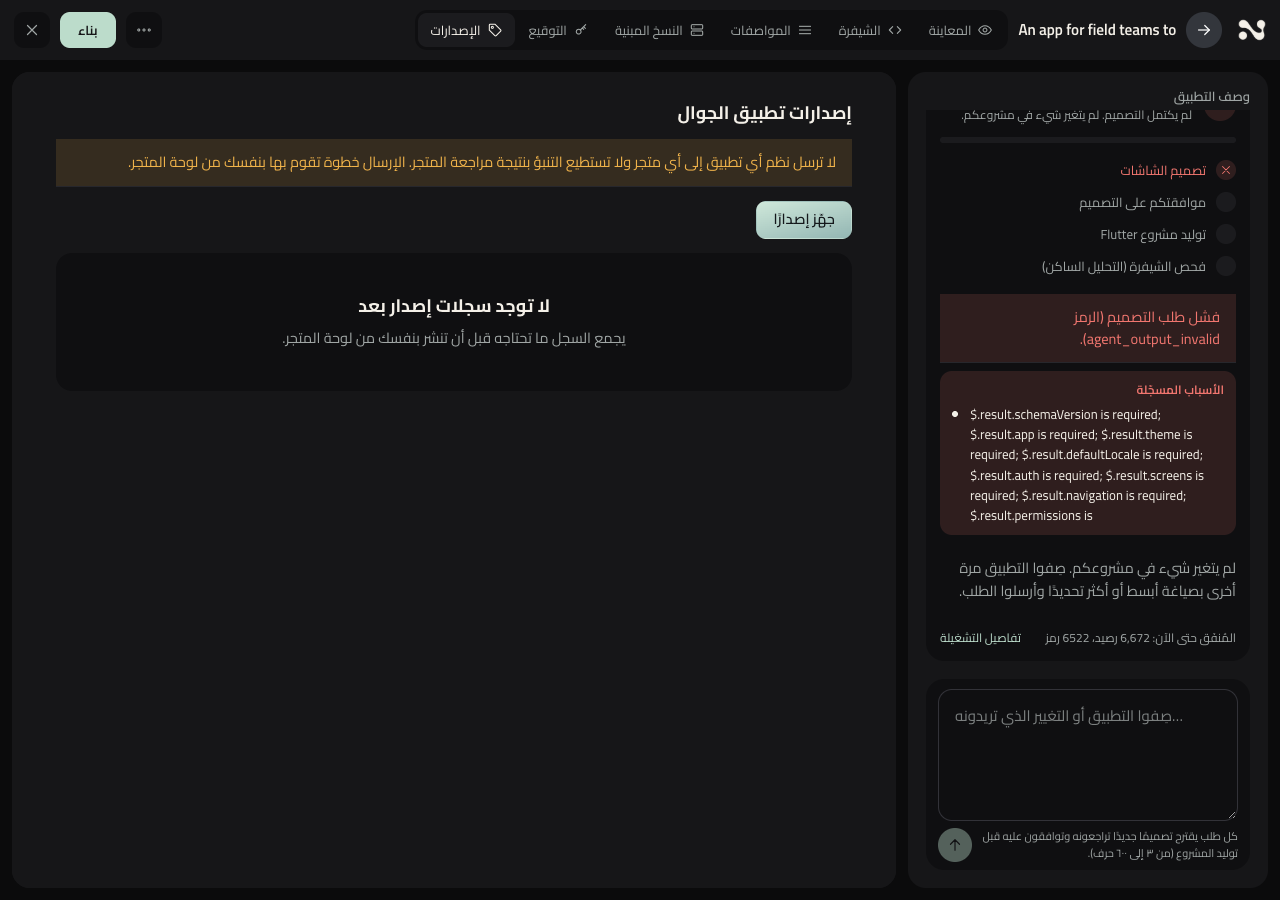 An app for field teams to
المعاينة
الشيفرة
المواصفات
النسخ المبنية
التوقيع
الإصدارات
بناء
وصف التطبيق
لم يكتمل التصميم. لم يتغير شيء في مشروعكم.
تصميم الشاشات
موافقتكم على التصميم
توليد مشروع Flutter
فحص الشيفرة (التحليل الساكن)
فشل طلب التصميم (الرمز
agent_output_invalid).
الأسباب المسجّلة
$.result.schemaVersion is required;
$.result.app is required; $.result.theme is
required; $.result.defaultLocale is required;
$.result.auth is required; $.result.screens is
required; $.result.navigation is required;
$.result.permissions is
لم يتغير شيء في مشروعكم. صِفوا التطبيق مرة
أخرى بصياغة أبسط أو أكثر تحديدًا وأرسلوا الطلب.
المُنفَق حتى الآن: 6,672 رصيد، 6522 رمز
تفاصيل التشغيلة
صِفوا التطبيق أو التغيير الذي تريدونه...
كل طلب يقترح تصميمًا جديدًا تراجعونه وتوافقون عليه قبل
توليد المشروع (من ٣ إلى ٦٠٠ حرف).
إصدارات تطبيق الجوال
لا ترسل نظم أي تطبيق إلى أي متجر ولا تستطيع التنبؤ بنتيجة مراجعة المتجر. الإرسال خطوة تقوم بها بنفسك من لوحة المتجر.
جهّز إصدارًا
لا توجد سجلات إصدار بعد
يجمع السجل ما تحتاجه قبل أن تنشر بنفسك من لوحة المتجر.